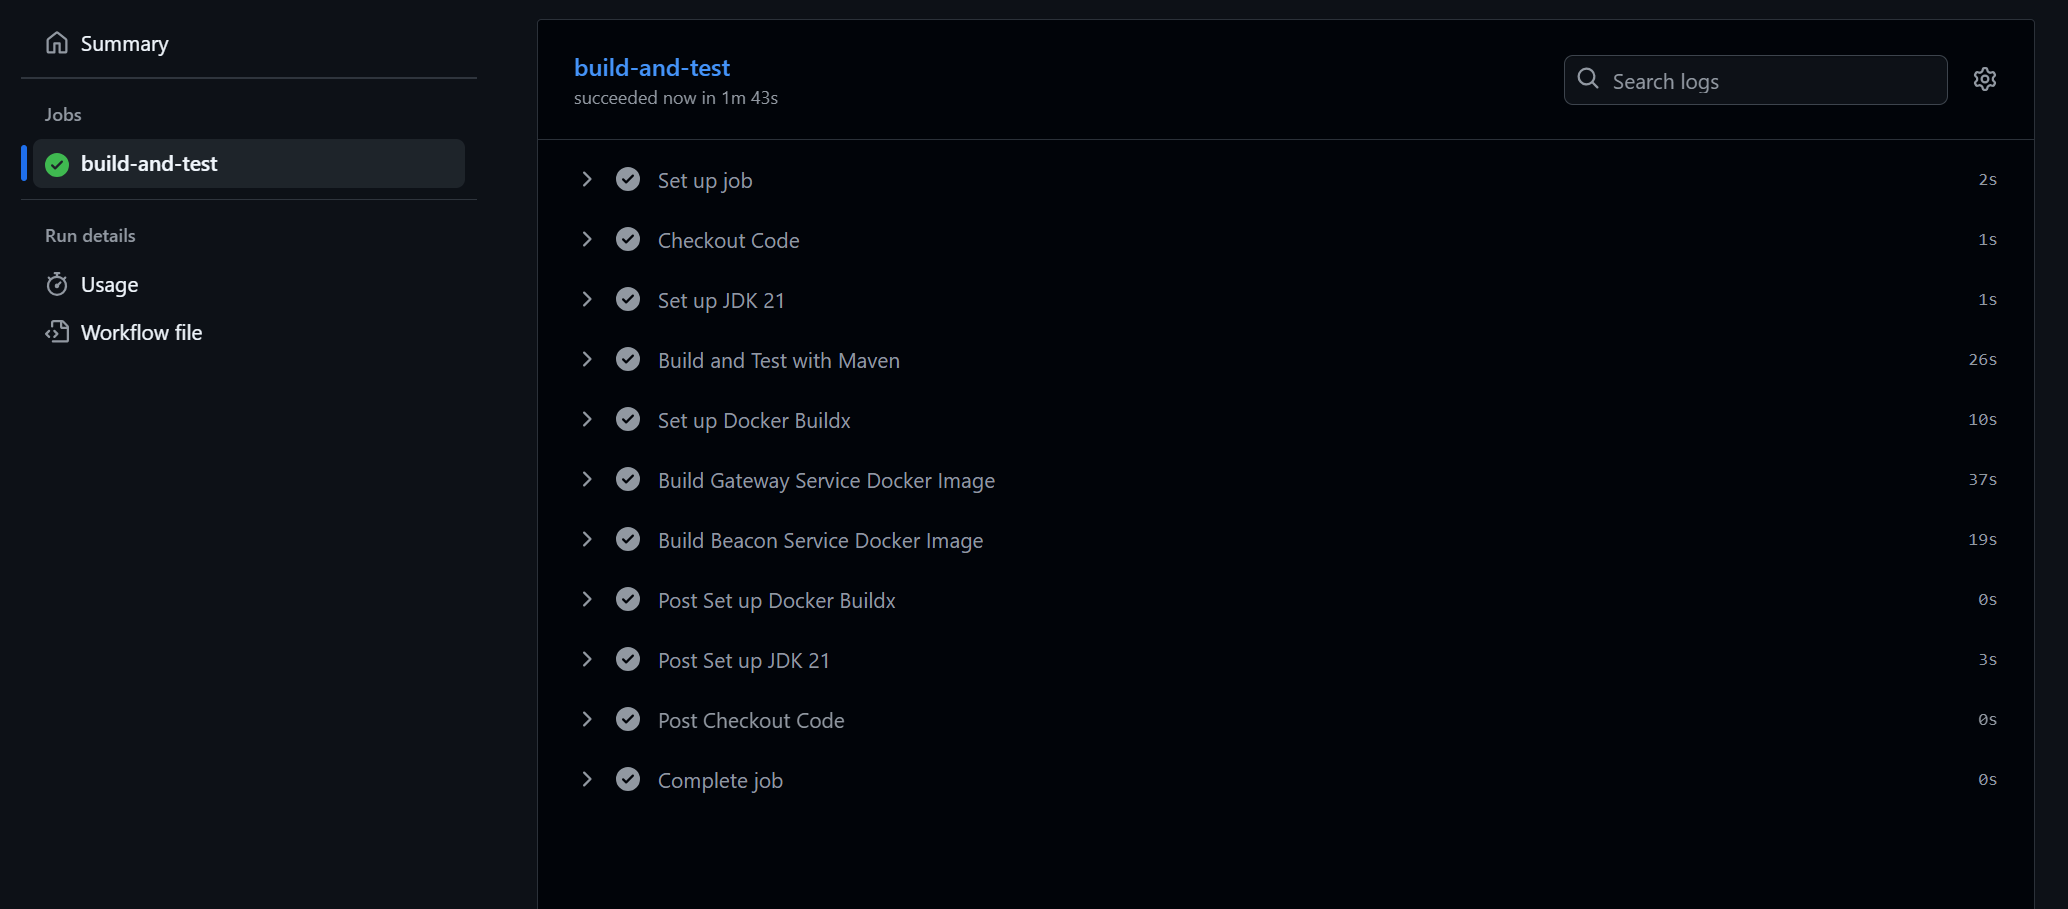 Summary
Jobs
build-and-test
Run details
Usage
Workflow file
build-and-test
succeeded now in 1m 43s
Search logs
Set up job 2s
Checkout Code 1s
Set up JDK 21 1s
Build and Test with Maven 26s
Set up Docker Buildx 10s
Build Gateway Service Docker Image 37s
Build Beacon Service Docker Image 19s
Post Set up Docker Buildx 0s
Post Set up JDK 21 3s
Post Checkout Code 0s
Complete job 0s